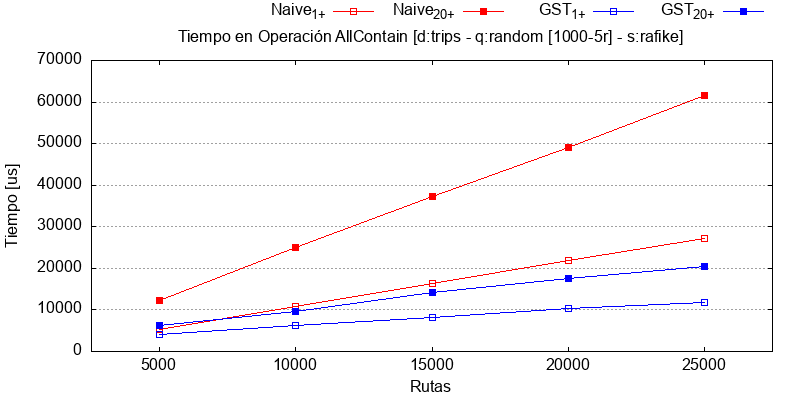 Naive1+ Naive20+ GST1+ GST20+
Tiempo en Operación AllContain [d:trips - q:random [1000-5r] - s:rafike]
70000
60000
50000
40000
30000
20000
10000
0
Tiempo [us]
5000 10000 15000 20000 25000
Rutas